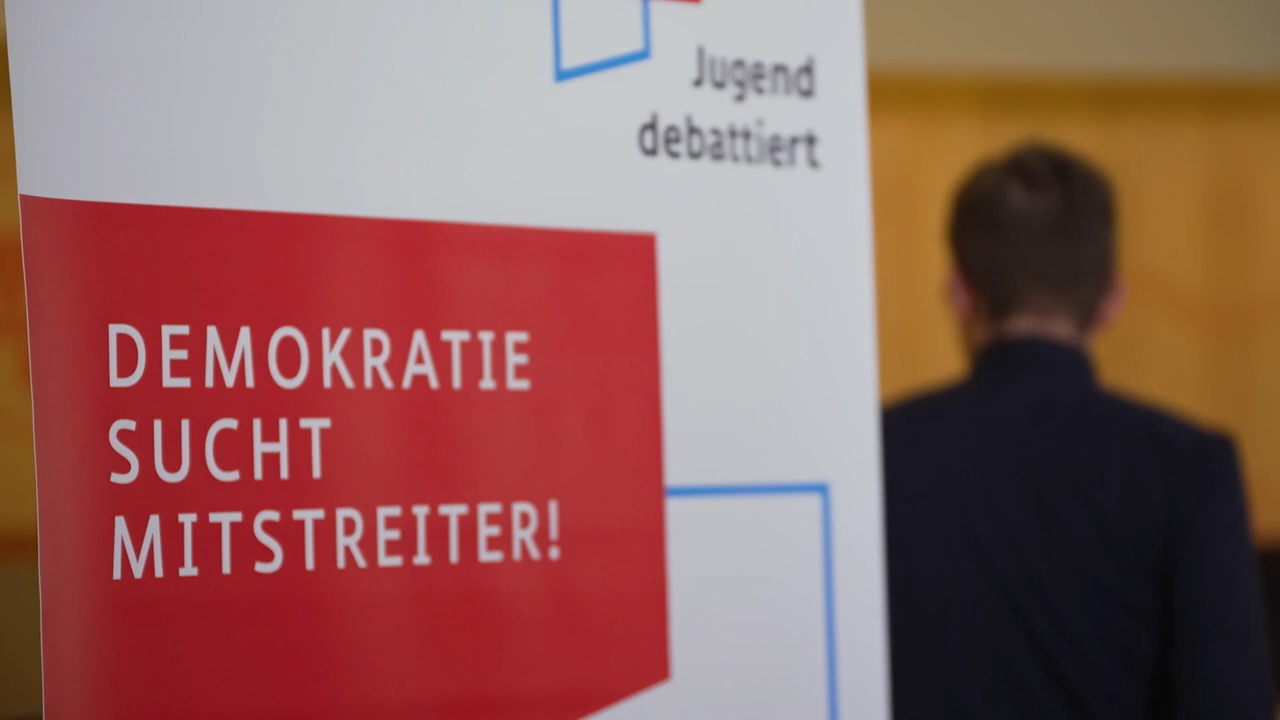 Jugend
debattiert
DEMOKRATIE
SUCHT
MITSTREITER!